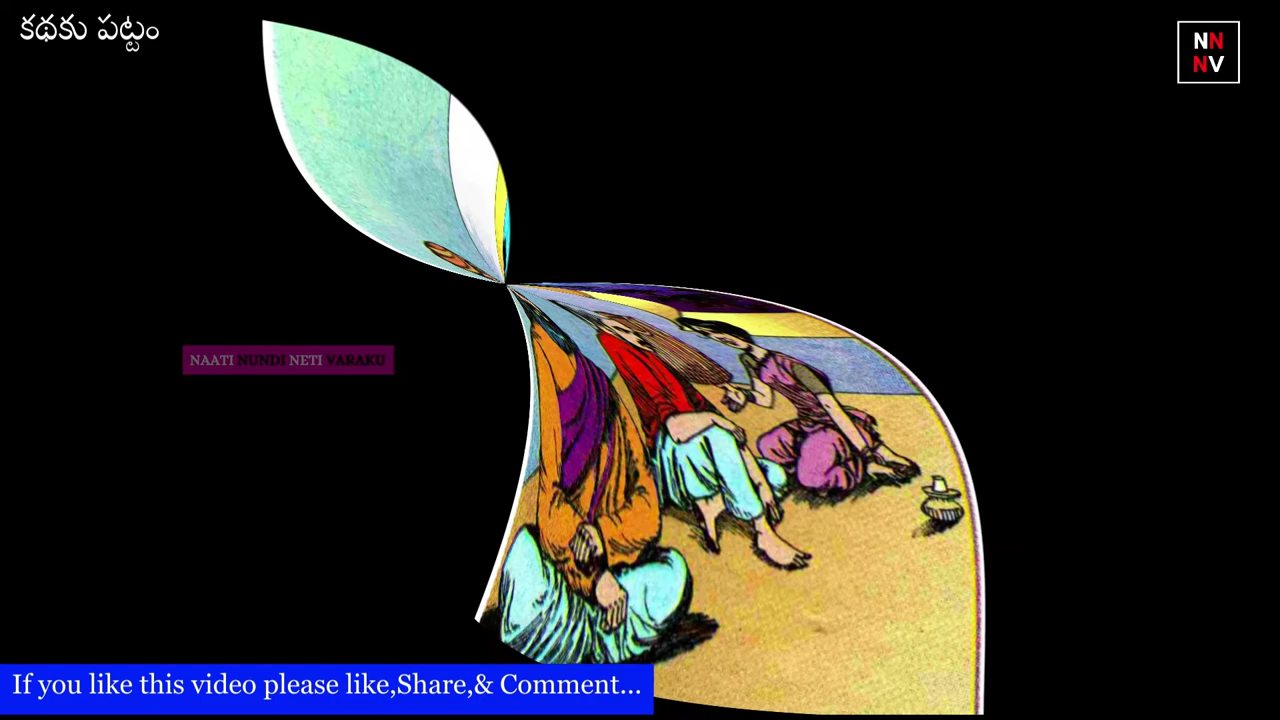 కథకు పట్టం
NN
NV
NAATI NUNDI NETI VARAKU
If you like this video please like,Share,& Comment...